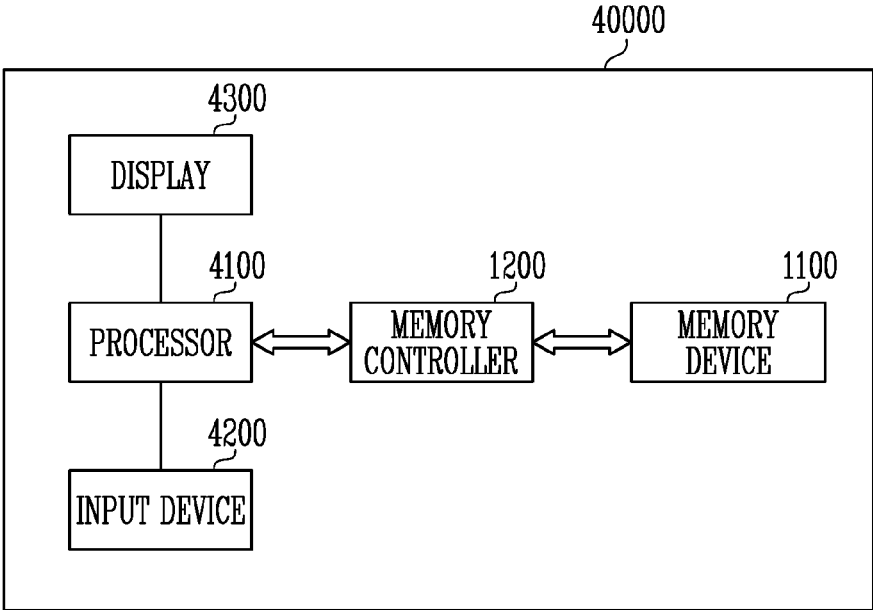 40000
4300
DISPLAY
4100
PROCESSOR
1200
MEMORY
CONTROLLER
1100
MEMORY
DEVICE
4200
INPUT DEVICE